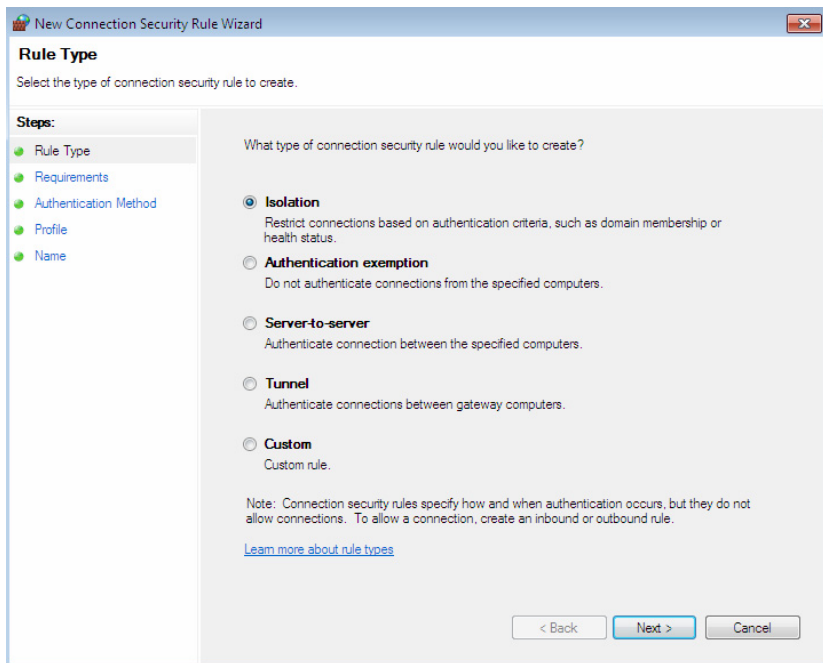 New Connection Security Rule Wizard
Rule Type
Select the type of connection security rule to create.
Steps:
Rule Type
Requirements
Authentication Method
Profile
Name
What type of connection security rule would you like to create?
Isolation
Restrict connections based on authentication criteria, such as domain membership or
health status.
Authentication exemption
Do not authenticate connections from the specified computers.
Server-to-server
Authenticate connection between the specified computers.
Tunnel
Authenticate connections between gateway computers.
Custom
Custom rule.
Note: Connection security rules specify how and when authentication occurs, but they do not
allow connections. To allow a connection, create an inbound or outbound rule.
Learn more about rule types
< Back
Next >
Cancel